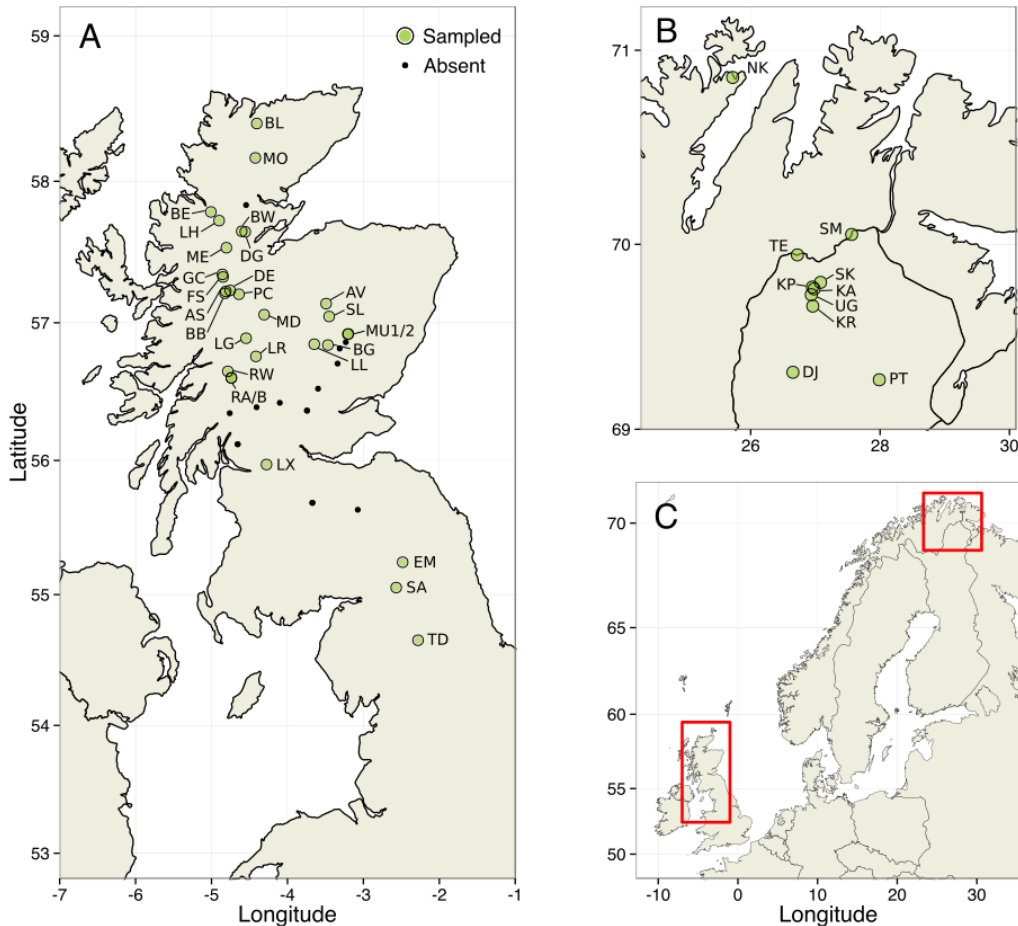 A
Sampled
Absent
59
58
57
56
55
54
53
Latitude
BL
MO
BE
LH
BW
DG
ME
GC
FS
AS
BB
DE
PC
MD
AV
SL
MU1/2
BG
LL
LG
LR
RW
RA/B
LX
EM
SA
TD
-7 -6 -5 -4 -3 -2 -1
Longitude
B
71
70
69
NK
SM
TE
SK
KP
KA
UG
KR
DJ
PT
26 28 30
C
70
65
60
55
50
-10 0 10 20 30
Longitude